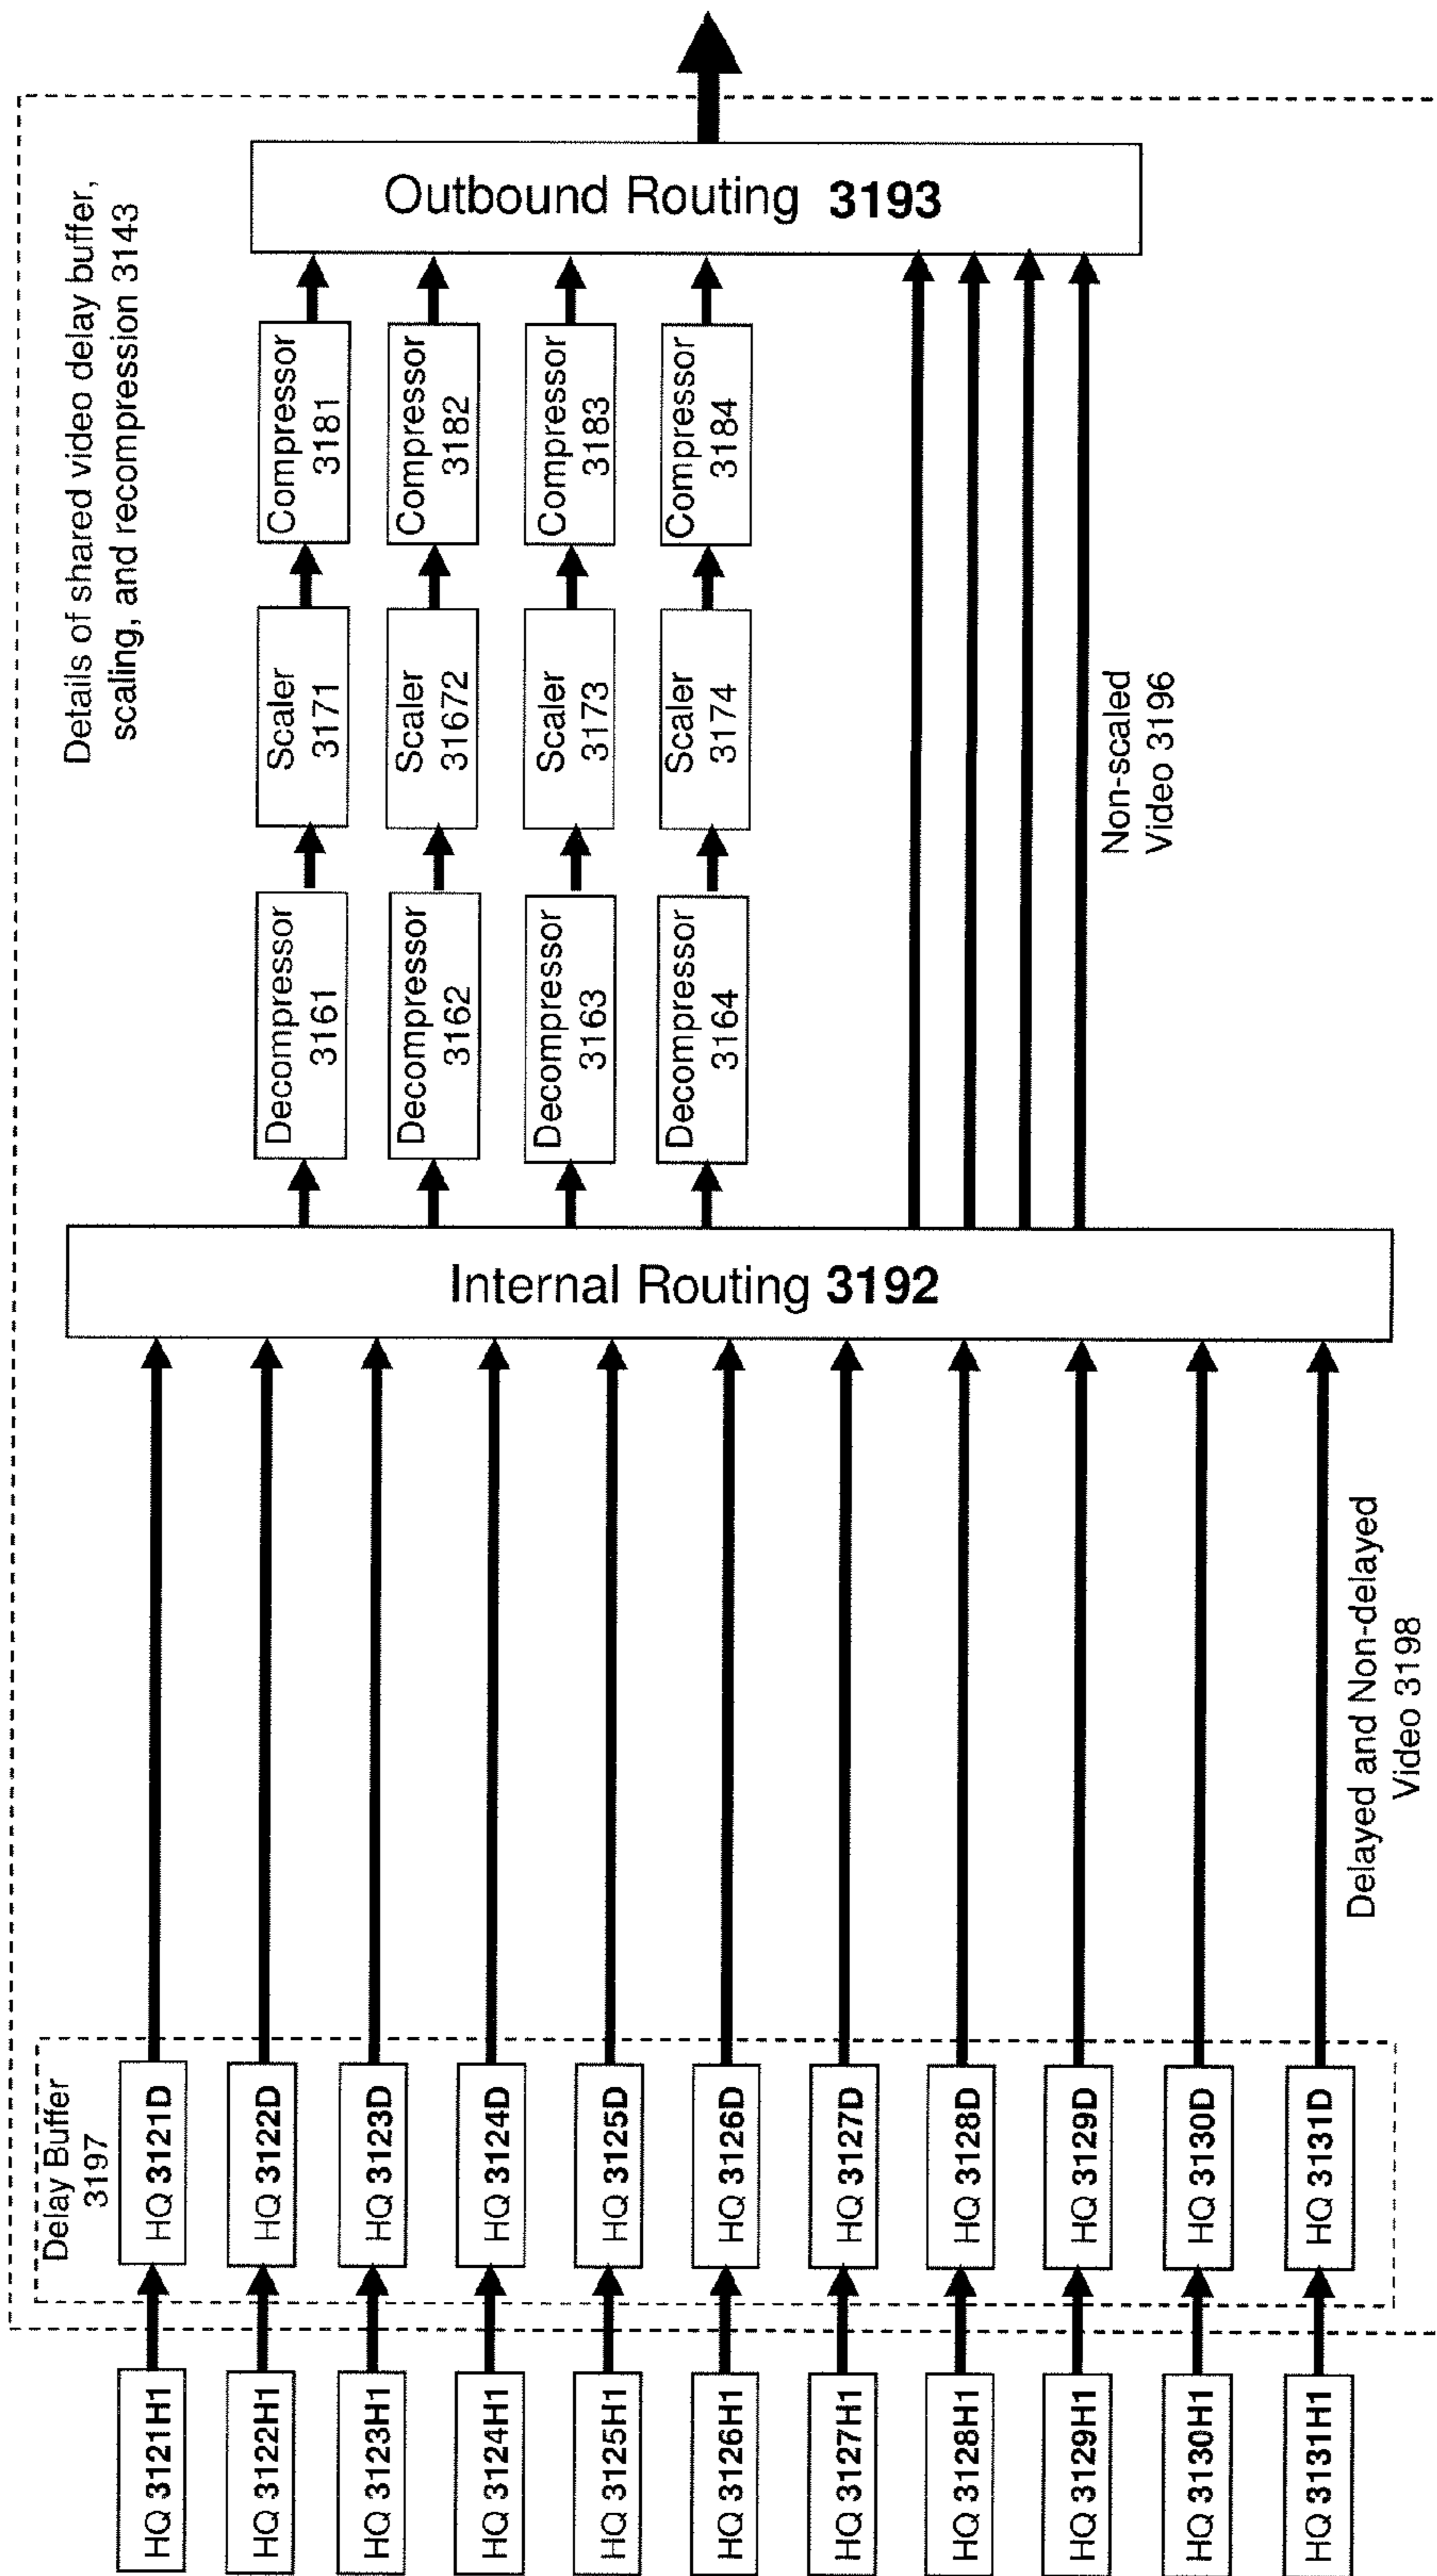 Details of shared video delay buffer,
scaling, and recompression 3143
Outbound Routing 3193
Compressor
3181
Compressor
3182
Compressor
3183
Compressor
3184
Scaler
3171
Scaler
31672
Scaler
3173
Scaler
3174
Decompressor
3161
Decompressor
3162
Decompressor
3163
Decompressor
3164
Non-scaled
Video 3196
Internal Routing 3192
Delayed and Non-delayed
Video 3198
Delay Buffer
3197
HQ 3121D
HQ 3122D
HQ 3123D
HQ 3124D
HQ 3125D
HQ 3126D
HQ 3127D
HQ 3128D
HQ 3129D
HQ 3130D
HQ 3131D
HQ 3121H1
HQ 3122H1
HQ 3123H1
HQ 3124H1
HQ 3125H1
HQ 3126H1
HQ 3127H1
HQ 3128H1
HQ 3129H1
HQ 3130H1
HQ 3131H1